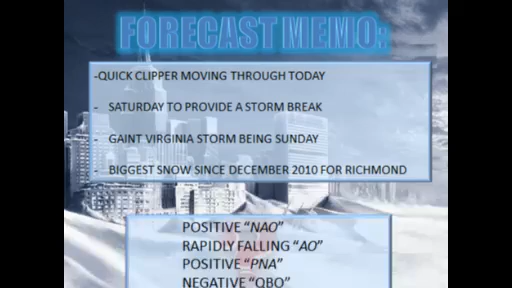 FORECAST MEMO:
-QUICK CLIPPER MOVING THROUGH TODAY
- SATURDAY TO PROVIDE A STORM BREAK
- GAINT VIRGINIA STORM BEING SUNDAY
- BIGGEST SNOW SINCE DECEMBER 2010 FOR RICHMOND
POSITIVE “NAO”
RAPIDLY FALLING “AO”
POSITIVE “PNA”
NEGATIVE “QBO”